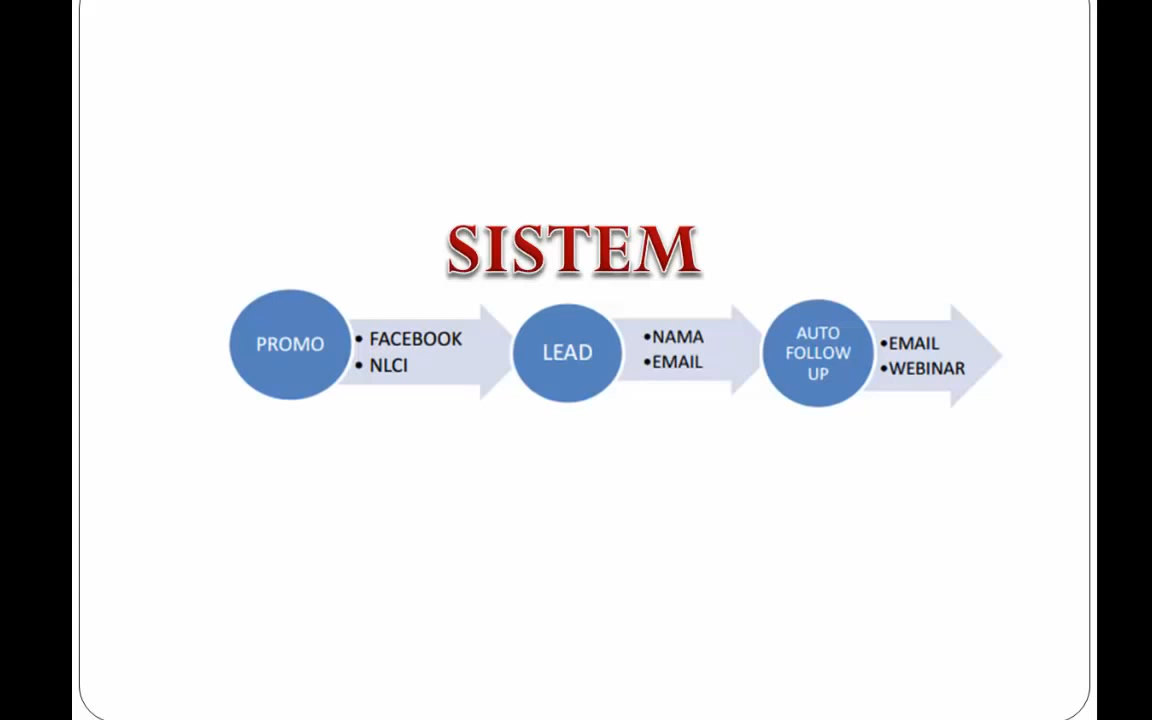 SISTEM
PROMO
• FACEBOOK
• NLCI
LEAD
•NAMA
•EMAIL
AUTO
FOLLOW
UP
•EMAIL
•WEBINAR